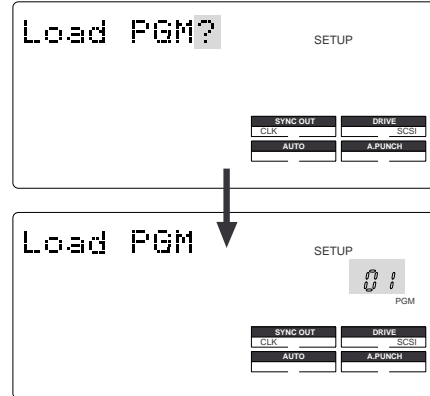 Load PGM?
SETUP
SYNC OUT DRIVE
CLK SCSI
AUTO A.PUNCH
Load PGM
SETUP
01
PGM
SYNC OUT DRIVE
CLK SCSI
AUTO A.PUNCH